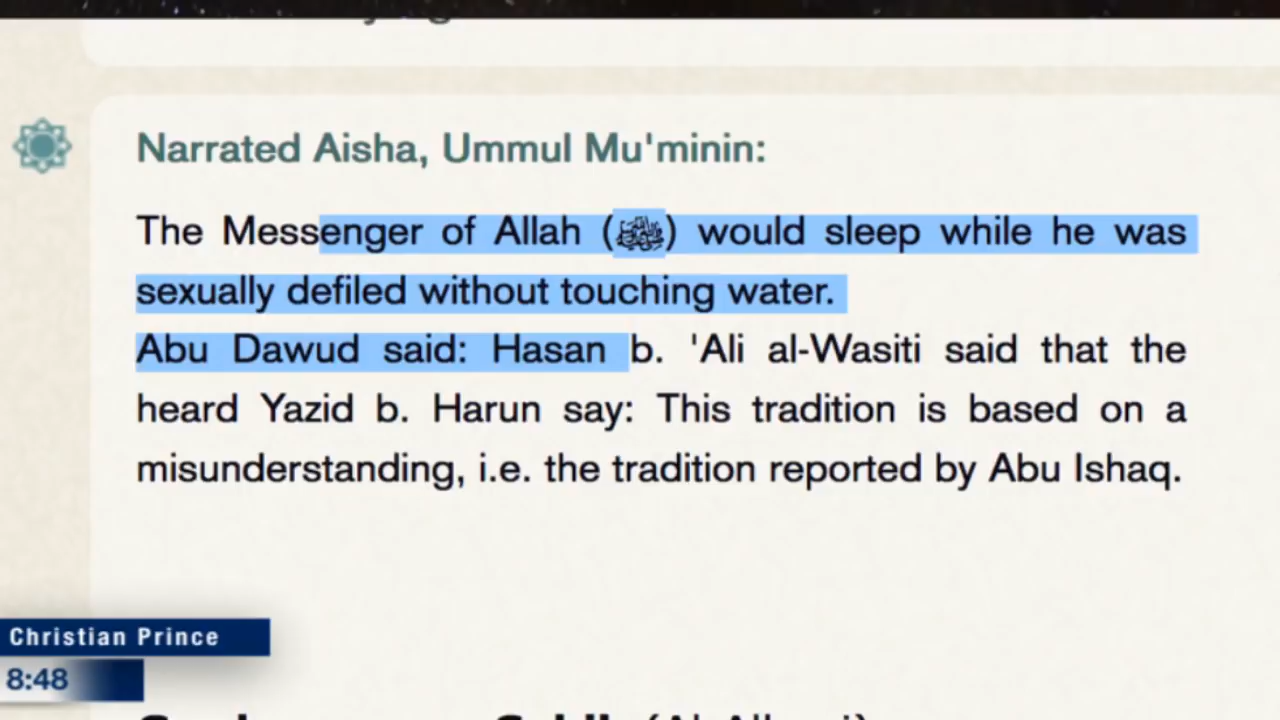 Narrated Aisha, Ummul Mu'minin:
The Messenger of Allah (ﷺ) would sleep while he was
sexually defiled without touching water.
Abu Dawud said: Hasan b. 'Ali al-Wasiti said that the
heard Yazid b. Harun say: This tradition is based on a
misunderstanding, i.e. the tradition reported by Abu Ishaq.
Christian Prince
8:48